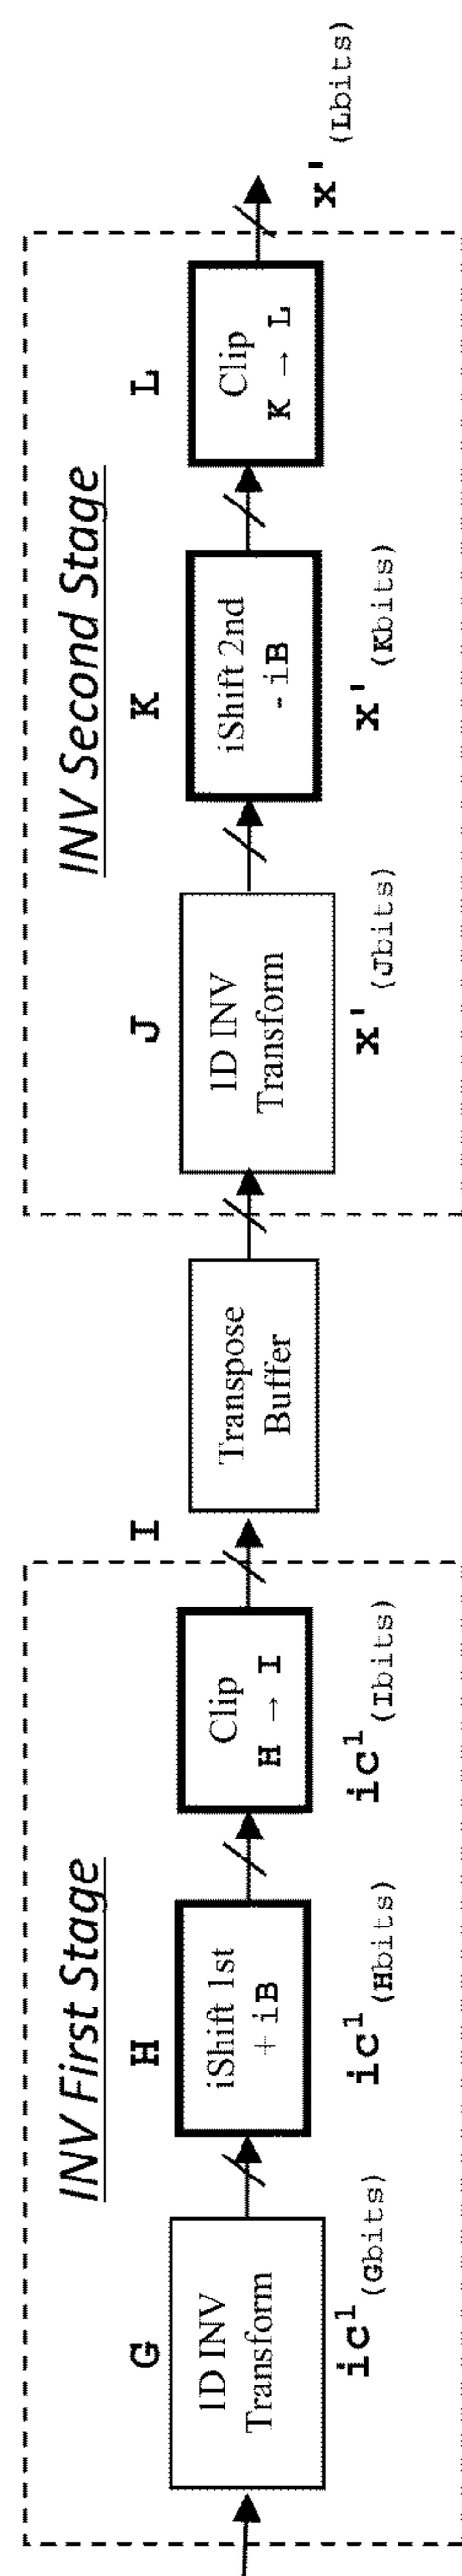 INV First Stage
G
H
1D INV
Transform
iShift 1st
+ iB
Clip
H → I
ic¹ (Gbits)
ic¹ (Hbits)
ic¹ (Ibits)
I
Transpose
Buffer
INV Second Stage
J
K
L
1D INV
Transform
iShift 2nd
- iB
Clip
K → L
x' (Jbits)
x' (Kbits)
x' (Lbits)